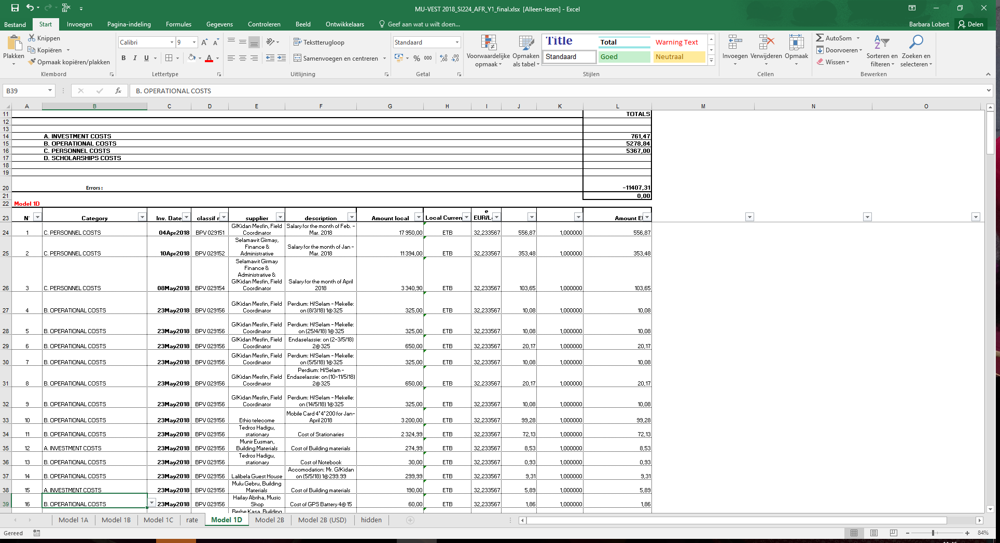 MU-VEST 2018_SI224_AFR_Y1_final.xlsx [Alleen-lezen] - Excel
Bestand Start Invoegen Pagina-indeling Formules Gegevens Controleren Beeld Ontwikkelaars Geef aan wat u wilt doen... Barbara Lobert Delen
Plakken
Knippen
Kopiëren
Opmaak kopiëren/plakken
Klembord
Calibri 9
B I U
Lettertype
Tekstterugloop
Samenvoegen en centreren
Uitlijning
Standaard
% 000
Getal
Voorwaardelijke opmaak
Opmaken als tabel
Title Total Warning Text
Standaard Goed Neutraal
Stijlen
Invoegen Verwijderen Opmaak
Cellen
AutoSom
Doorvoeren
Wissen
Sorteren en filteren
Zoeken en selecteren
Bewerken
B39 fx B. OPERATIONAL COSTS
A B C D E F G H I J K L M N O
11 TOTALS
12
13
14 A. INVESTMENT COSTS 761,47
15 B. OPERATIONAL COSTS 5278,84
16 C. PERSONNEL COSTS 5367,00
17 D. SCHOLARSHIPS COSTS
18
19
20 Errors : -11407,31
21 0,00
22 Model 1D
23 N° Category Inv. Date classif supplier description Amount local Local Curren e EUR/L Amount E
24 1 C. PERSONNEL COSTS 04Apr2018 BPV 029151 G/Kidan Mesfin, Field Coordinator Salary for the month of Feb. - Mar. 2018 17 950,00 ETB 32,233567 556,87 1,000000 556,87
25 2 C. PERSONNEL COSTS 10Apr2018 BPV 029152 Selamawit Girmay, Finance & Administrative Salary for the month of Jan - Mar. 2018 11 394,00 ETB 32,233567 353,48 1,000000 353,48
26 3 C. PERSONNEL COSTS 08May2018 BPV 029154 Selamawit Girmay Finance & Administrative & G/Kidan Mesfin, Field Coordinator Salary for the month of April 2018 3 340,90 ETB 32,233567 103,65 1,000000 103,65
27 4 B. OPERATIONAL COSTS 23May2018 BPV 029156 G/Kidan Mesfin, Field Coordinator Perdium: H/Selam - Mekelle: on (8/3/18) 1@325 325,00 ETB 32,233567 10,08 1,000000 10,08
28 5 B. OPERATIONAL COSTS 23May2018 BPV 029156 G/Kidan Mesfin, Field Coordinator Perdium: H/Selam - Mekelle: on (25/4/18) 1@325 325,00 ETB 32,233567 10,08 1,000000 10,08
29 6 B. OPERATIONAL COSTS 23May2018 BPV 029156 G/Kidan Mesfin, Field Coordinator Endaselassie: on (2-3/5/18) 2@325 650,00 ETB 32,233567 20,17 1,000000 20,17
30 7 B. OPERATIONAL COSTS 23May2018 BPV 029156 G/Kidan Mesfin, Field Coordinator Perdium: H/Selam - Mekelle: on (5/5/18) 1@325 325,00 ETB 32,233567 10,08 1,000000 10,08
31 8 B. OPERATIONAL COSTS 23May2018 BPV 029156 G/Kidan Mesfin, Field Coordinator Perdium: H/Selam - Endaselassie: on (10-11/5/18) 2@325 650,00 ETB 32,233567 20,17 1,000000 20,17
32 9 B. OPERATIONAL COSTS 23May2018 BPV 029156 G/Kidan Mesfin, Field Coordinator Perdium: H/Selam - Mekelle: on (14/5/18) 1@325 325,00 ETB 32,233567 10,08 1,000000 10,08
33 10 B. OPERATIONAL COSTS 23May2018 BPV 029156 Ethio telecome Mobile Card 4*4*200 for Jan- April 2018 3 200,00 ETB 32,233567 99,28 1,000000 99,28
34 11 B. OPERATIONAL COSTS 23May2018 BPV 029156 Tedros Hadigu, stationary Cost of Stationaries 2 324,99 ETB 32,233567 72,13 1,000000 72,13
35 12 A. INVESTMENT COSTS 23May2018 BPV 029156 Munir Eusman, Building Materials Cost of Building materials 274,99 ETB 32,233567 8,53 1,000000 8,53
36 13 B. OPERATIONAL COSTS 23May2018 BPV 029156 Tedros Hadigu, stationary Cost of Notebook 30,00 ETB 32,233567 0,93 1,000000 0,93
37 14 B. OPERATIONAL COSTS 23May2018 BPV 029156 Lalibela Guest House Accomodation: Mr. G/Kidan on (5/5/18) 1@299.99 299,99 ETB 32,233567 9,31 1,000000 9,31
38 15 A. INVESTMENT COSTS 23May2018 BPV 029156 Mulu Gebru, Building Materials Cost of Building materials 190,00 ETB 32,233567 5,89 1,000000 5,89
39 16 B. OPERATIONAL COSTS 23May2018 BPV 029156 Hailay Abriha, Music Shop Cost of GPS Battery 4@15 60,00 ETB 32,233567 1,86 1,000000 1,86
Berhe Kasa, Building
Model 1A Model 1B Model 1C rate Model 1D Model 2B Model 2B (USD) hidden
Gereed 84%